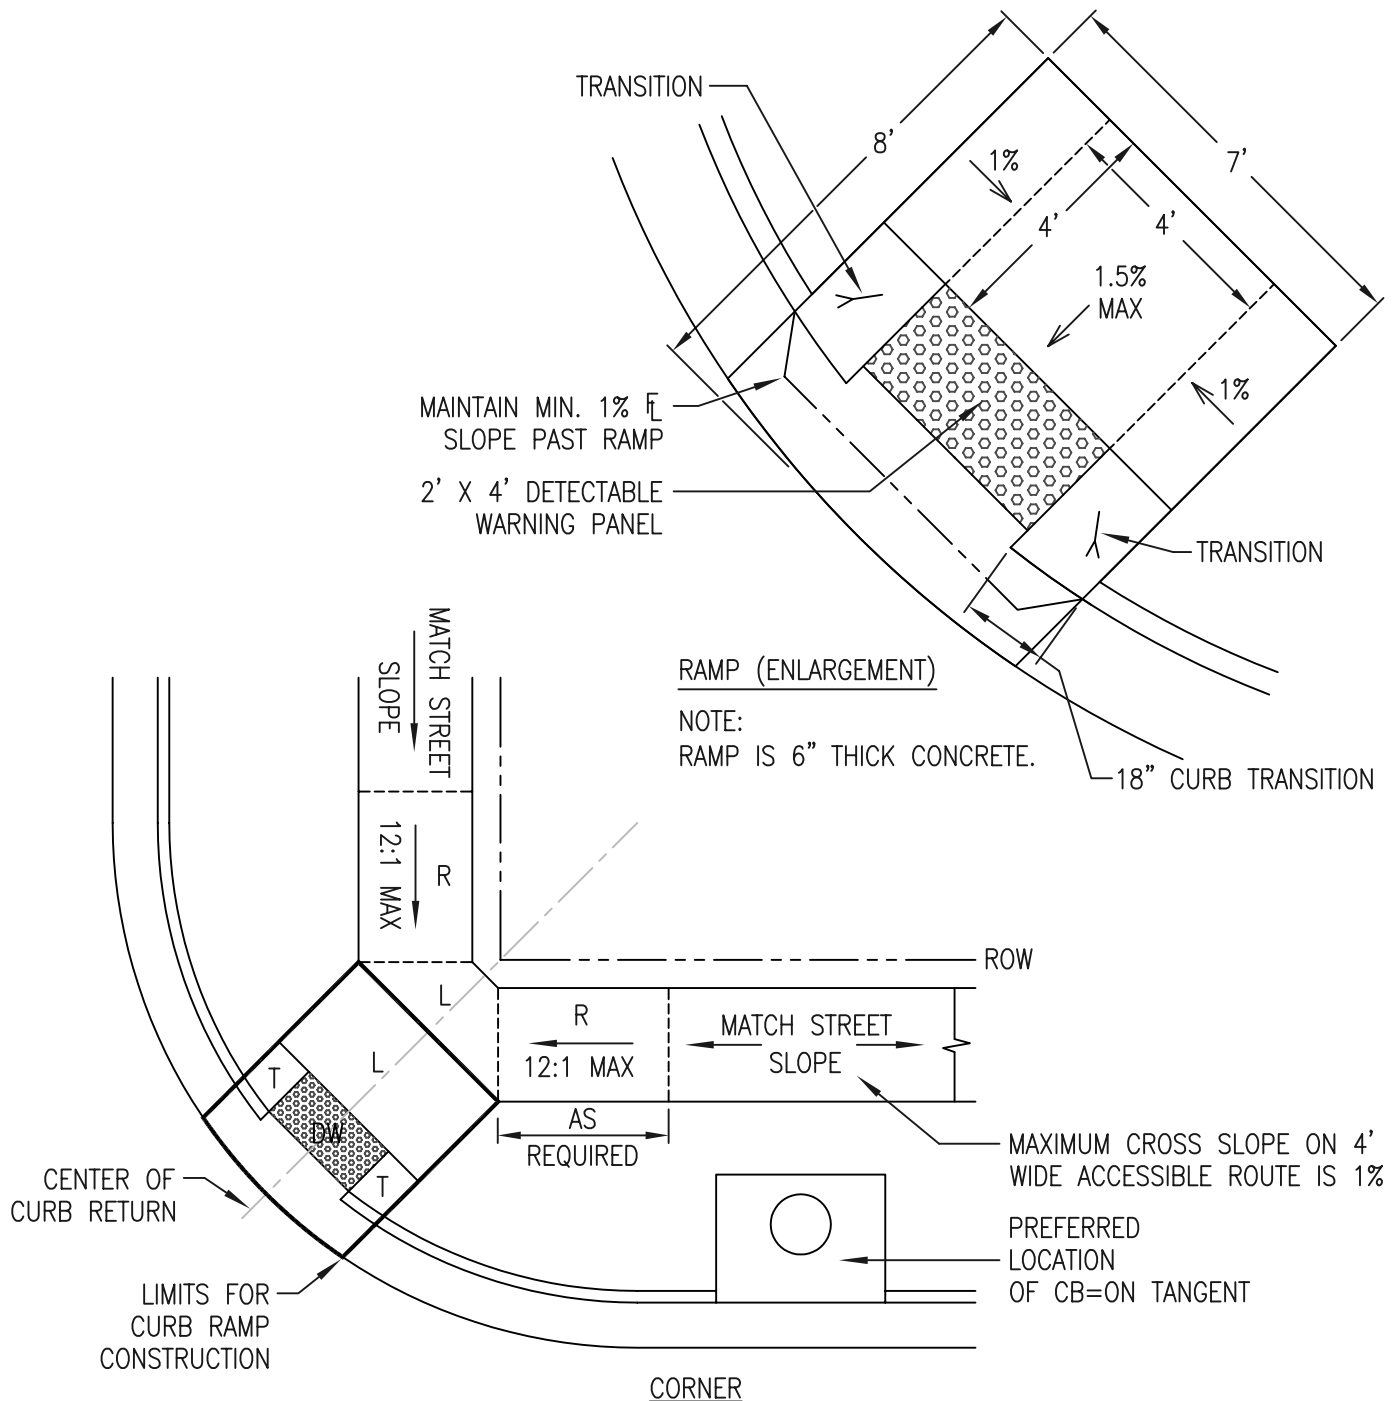 TRANSITION
8'
7'
1%
4'
4'
1.5%
MAX
1%
MAINTAIN MIN. 1% FL
SLOPE PAST RAMP
2' X 4' DETECTABLE
WARNING PANEL
TRANSITION
RAMP (ENLARGEMENT)
NOTE:
RAMP IS 6" THICK CONCRETE.
18" CURB TRANSITION
MATCH STREET
SLOPE
12:1 MAX
R
ROW
L
R
12:1 MAX
MATCH STREET
SLOPE
L
T
DW
T
AS
REQUIRED
MAXIMUM CROSS SLOPE ON 4'
WIDE ACCESSIBLE ROUTE IS 1%
CENTER OF
CURB RETURN
PREFERRED
LOCATION
OF CB=ON TANGENT
LIMITS FOR
CURB RAMP
CONSTRUCTION
CORNER